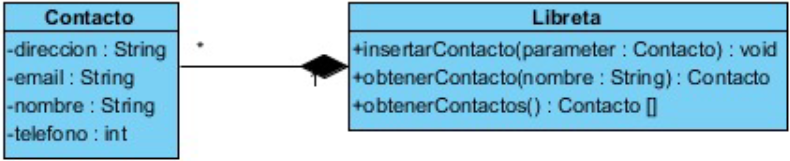 Contacto
-direccion : String
-email : String
-nombre : String
-telefono : int
*
1
Libreta
+insertarContacto(parameter : Contacto) : void
+obtenerContacto(nombre : String) : Contacto
+obtenerContactos() : Contacto []